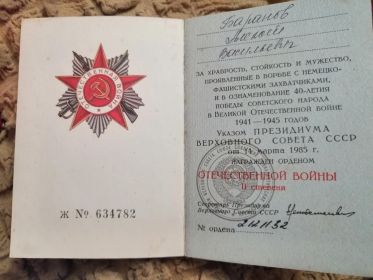 ОТЕЧЕСТВЕННАЯ ВОЙНА
Ж № 634782
Баранов
Алексей
Васильевич
ЗА ХРАБРОСТЬ, СТОЙКОСТЬ И МУЖЕСТВО,
ПРОЯВЛЕННЫЕ В БОРЬБЕ С НЕМЕЦКО-
ФАШИСТСКИМИ ЗАХВАТЧИКАМИ,
И В ОЗНАМЕНОВАНИЕ 40-ЛЕТИЯ
ПОБЕДЫ СОВЕТСКОГО НАРОДА
В ВЕЛИКОЙ ОТЕЧЕСТВЕННОЙ ВОЙНЕ
1941—1945 ГОДОВ
УКАЗОМ ПРЕЗИДИУМА
ВЕРХОВНОГО СОВЕТА СССР
от 11 марта 1985 г.
НАГРАЖДЕН ОРДЕНОМ
ОТЕЧЕСТВЕННОЙ ВОЙНЫ
II степени
Секретарь Президиума
Верховного Совета СССР
№ ордена